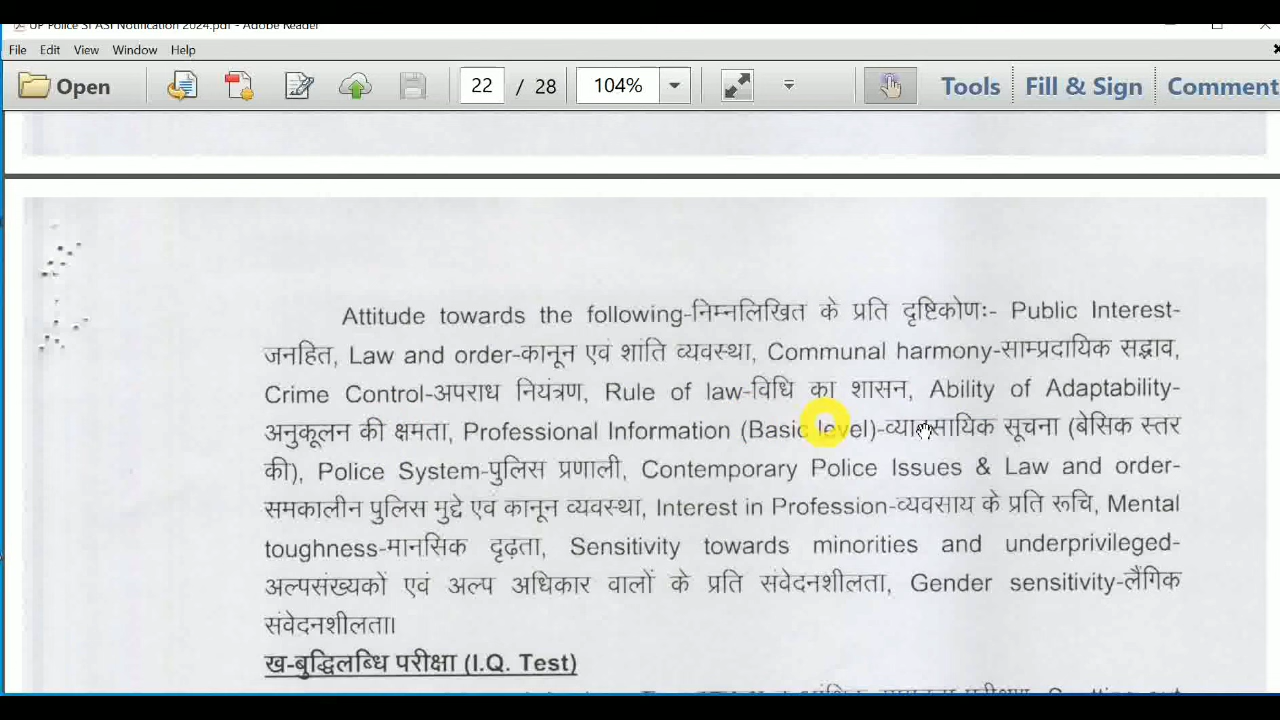 UP Police SI ASI Notification 2024.pdf - Adobe Reader
File Edit View Window Help
Open 22 / 28 104% Tools Fill & Sign Comment
Attitude towards the following-निम्नलिखित के प्रति दृष्टिकोणः- Public Interest-
जनहित, Law and order-कानून एवं शांति व्यवस्था, Communal harmony-साम्प्रदायिक सद्भाव,
Crime Control-अपराध नियंत्रण, Rule of law-विधि का शासन, Ability of Adaptability-
अनुकूलन की क्षमता, Professional Information (Basic level)-व्यावसायिक सूचना (बेसिक स्तर
की), Police System-पुलिस प्रणाली, Contemporary Police Issues & Law and order-
समकालीन पुलिस मुद्दे एवं कानून व्यवस्था, Interest in Profession-व्यवसाय के प्रति रूचि, Mental
toughness-मानसिक दृढ़ता, Sensitivity towards minorities and underprivileged-
अल्पसंख्यकों एवं अल्प अधिकार वालों के प्रति संवेदनशीलता, Gender sensitivity-लैंगिक
संवेदनशीलता।
ख-बुद्धिलब्धि परीक्षा (I.Q. Test)